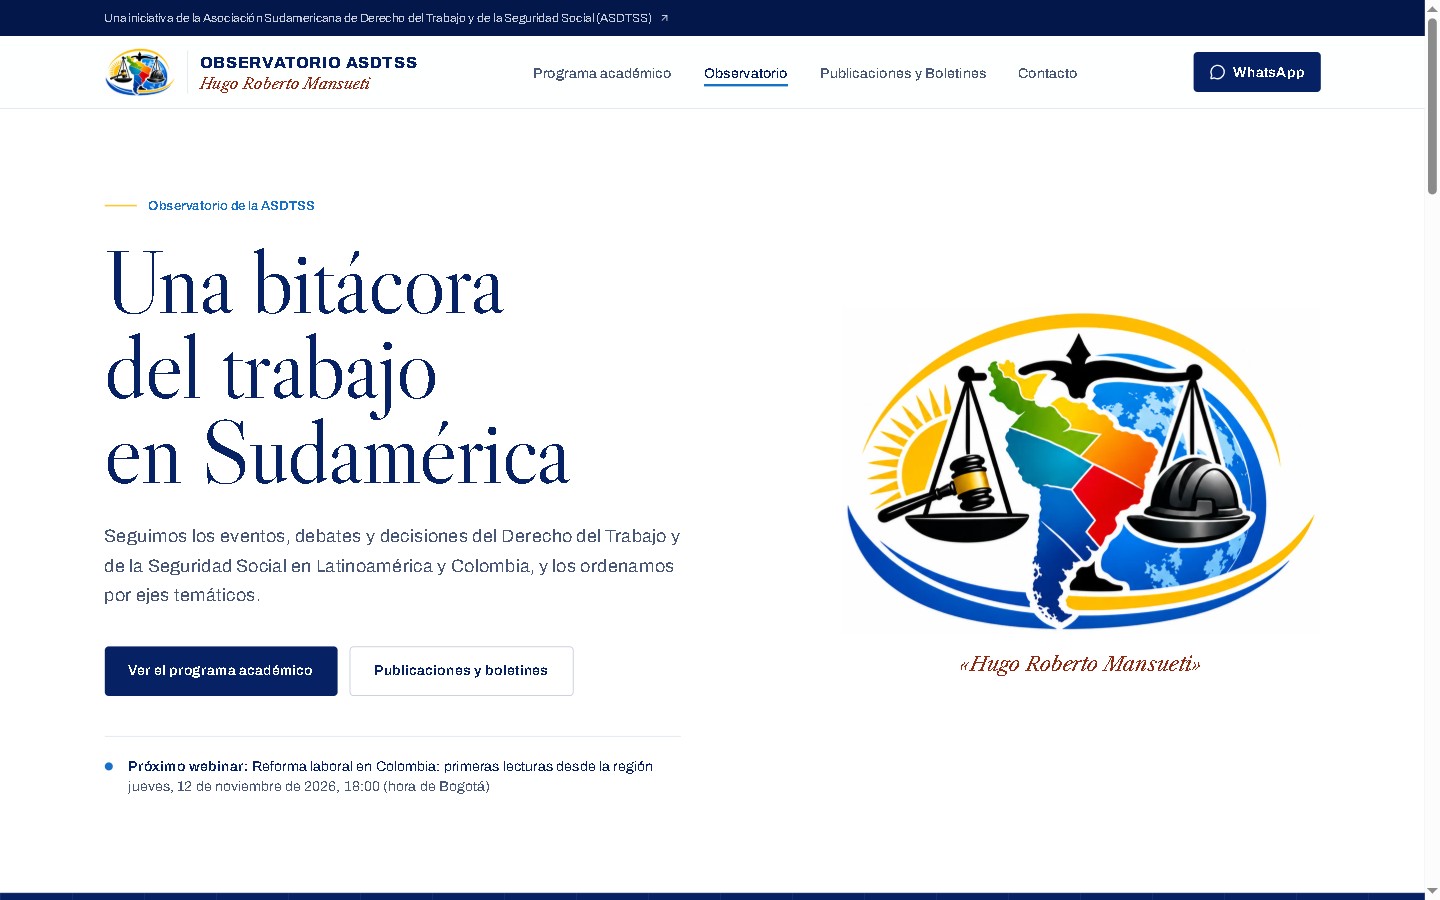 Una iniciativa de la Asociación Sudamericana de Derecho del Trabajo y de la Seguridad Social (ASDTSS)
OBSERVATORIO ASDTSS
Hugo Roberto Mansueti
Programa académico
Observatorio
Publicaciones y Boletines
Contacto
WhatsApp
Observatorio de la ASDTSS
Una bitácora
del trabajo
en Sudamérica
Seguimos los eventos, debates y decisiones del Derecho del Trabajo y
de la Seguridad Social en Latinoamérica y Colombia, y los ordenamos
por ejes temáticos.
Ver el programa académico
Publicaciones y boletines
Próximo webinar: Reforma laboral en Colombia: primeras lecturas desde la región
jueves, 12 de noviembre de 2026, 18:00 (hora de Bogotá)
«Hugo Roberto Mansueti»